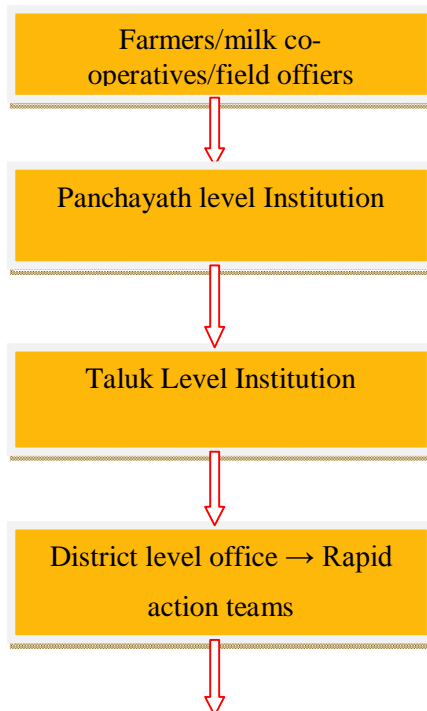 Farmers/milk co-
operatives/field offiers
Panchayath level Institution
Taluk Level Institution
District level office → Rapid
action teams